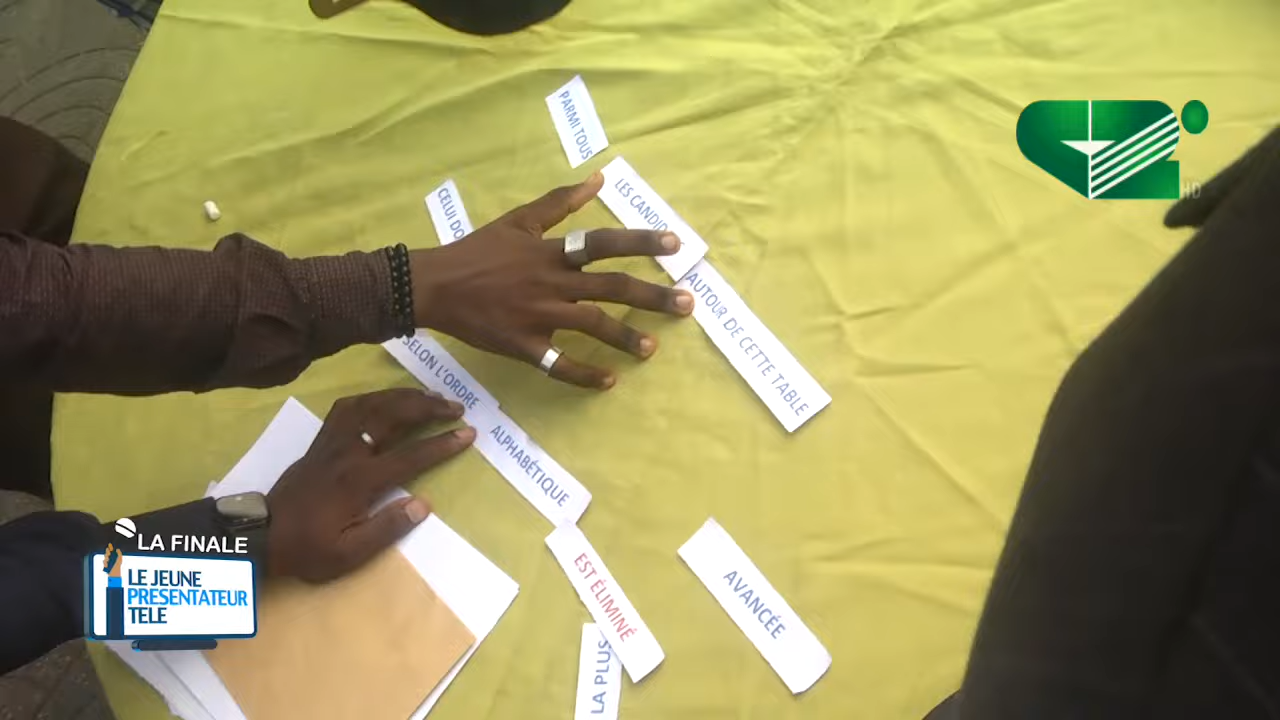 PARMI TOUS
LES CANDID
AUTOUR DE CETTE TABLE
CELUI DO
SELON L'ORDRE
ALPHABÉTIQUE
EST ÉLIMINÉ
AVANCÉE
LA PLUS
HD
LA FINALE
LE JEUNE
PRESENTATEUR
TELE